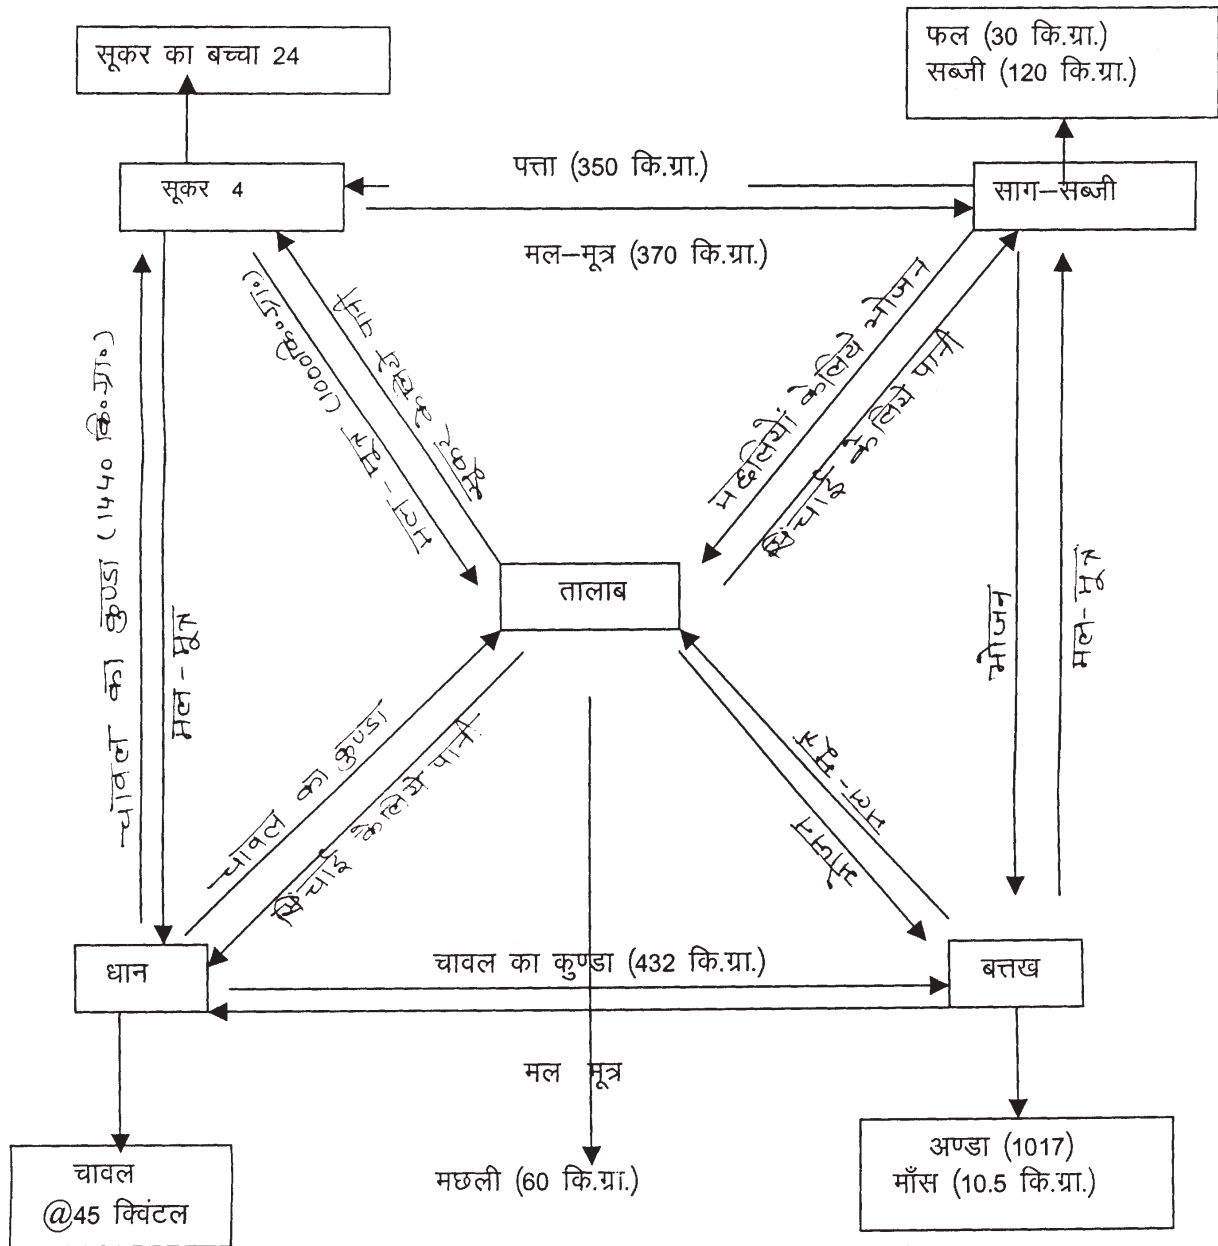 सूकर का बच्चा 24
फल (30 कि.ग्रा.)
सब्जी (120 कि.ग्रा.)
पत्ता (350 कि.ग्रा.)
सूकर 4
साग–सब्जी
मल–मूत्र (370 कि.ग्रा.)
मल-मूत्र (1000कि.ग्रा.)
सूकर के लिये पानी
मछलियों केलिये भोजन
सिंचाई के लिये पानी
चावल का कुण्डा (1440 कि.ग्रा.)
मल-मूत्र
तालाब
भोजन
मल-मूत्र
चावल का कुण्डा
सिंचाई केलिये पानी
मल-मूत्र
भोजन
धान
चावल का कुण्डा (432 कि.ग्रा.)
बत्तख
मल मूत्र
चावल
@45 क्विंटल
मछली (60 कि.ग्रा.)
अण्डा (1017)
माँस (10.5 कि.ग्रा.)